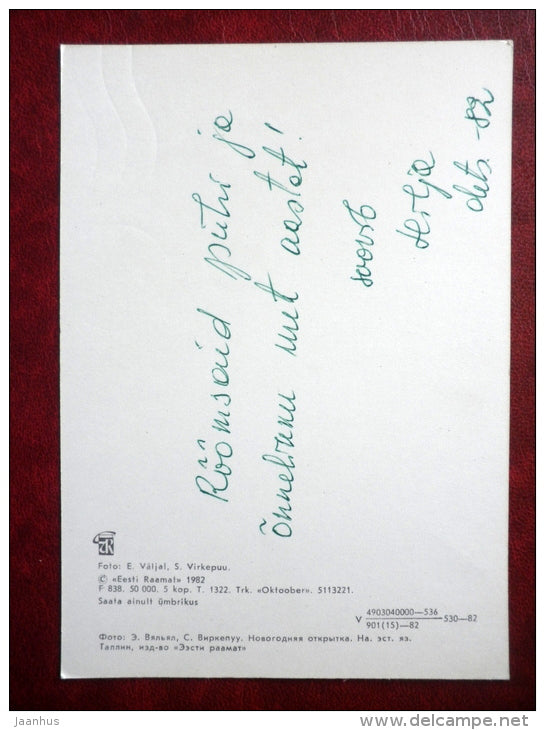 Rõõmsaid pühi ja
õnnelikku uut aastat!
soovib
Helja
dets. -82
Foto: E. Väljal, S. Virkepuu.
© «Eesti Raamat» 1982
F 838. 50 000. 5 kop. T. 1322. Trk. «Oktoober». 5113221.
Saata ainult ümbrikus
V 4903040000—536
901(15)—82
—530—82
Фото: Э. Вяльял, С. Виркепуу. Новогодняя открытка. На. эст. яз.
Таллин, изд-во «Ээсти раамат»
jaanhus
www.delcampe.net